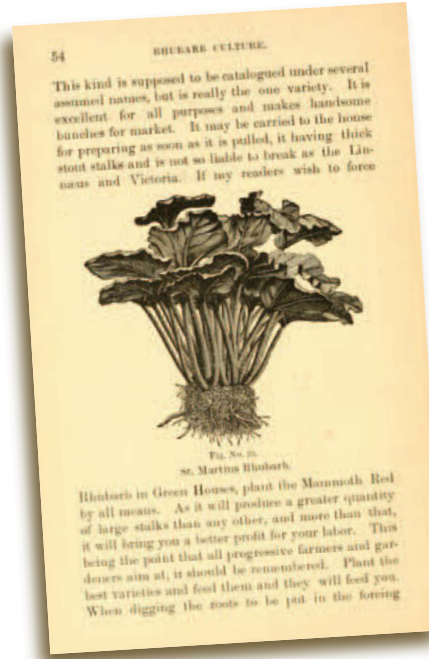 54
RHUBARB CULTURE.
This kind is supposed to be catalogued under several
assumed names, but is really the one variety. It is
excellent for all purposes and makes handsome
bunches for market. It may be carried to the house
for preparing as soon as it is pulled, it having thick
stout stalks and is not so liable to break as the Lin-
næus and Victoria. If my readers wish to force
Fig. No.
St. Martins Rhubarb.
Rhubarb in Green Houses, plant the Mammoth Red
by all means. As it will produce a greater quantity
of large stalks than any other, and more than that,
it will bring you a better profit for your labor. This
being the point that all progressive farmers and gar-
deners aim at, it should be remembered. Plant the
best varieties and feed them and they will feed you.
When digging the roots to be put in the forcing